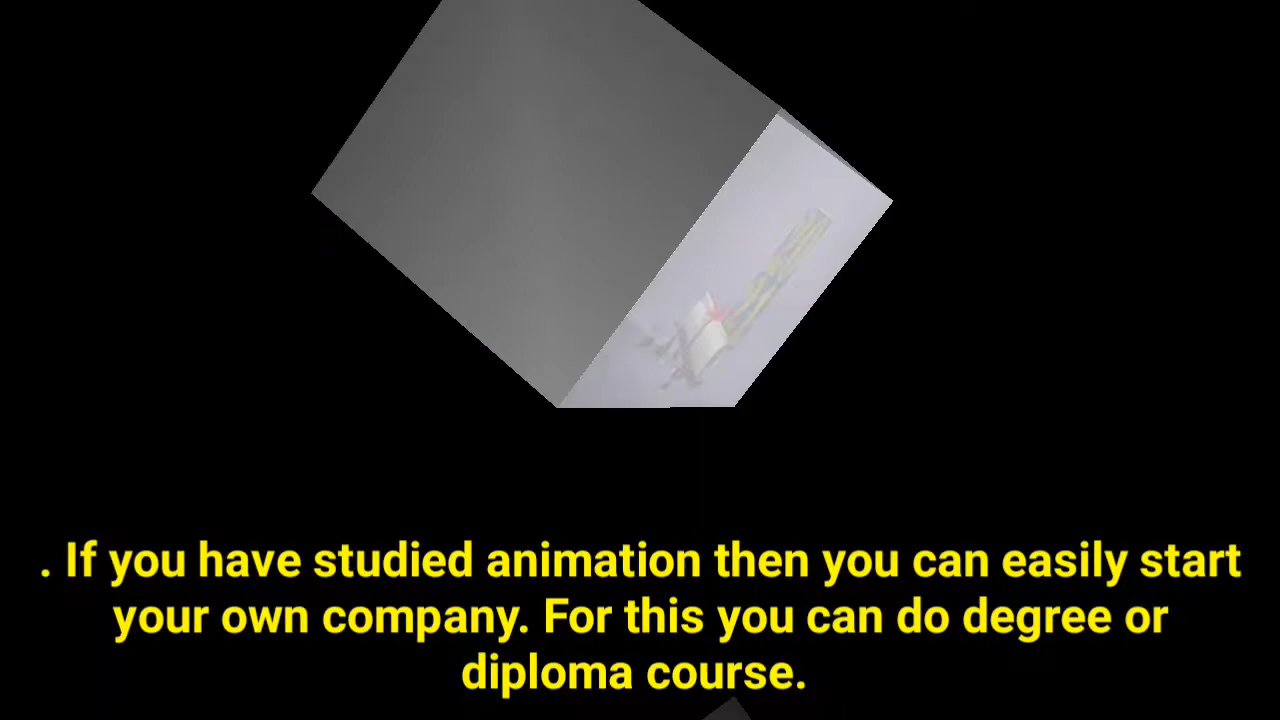 . If you have studied animation then you can easily start
your own company. For this you can do degree or
diploma course.